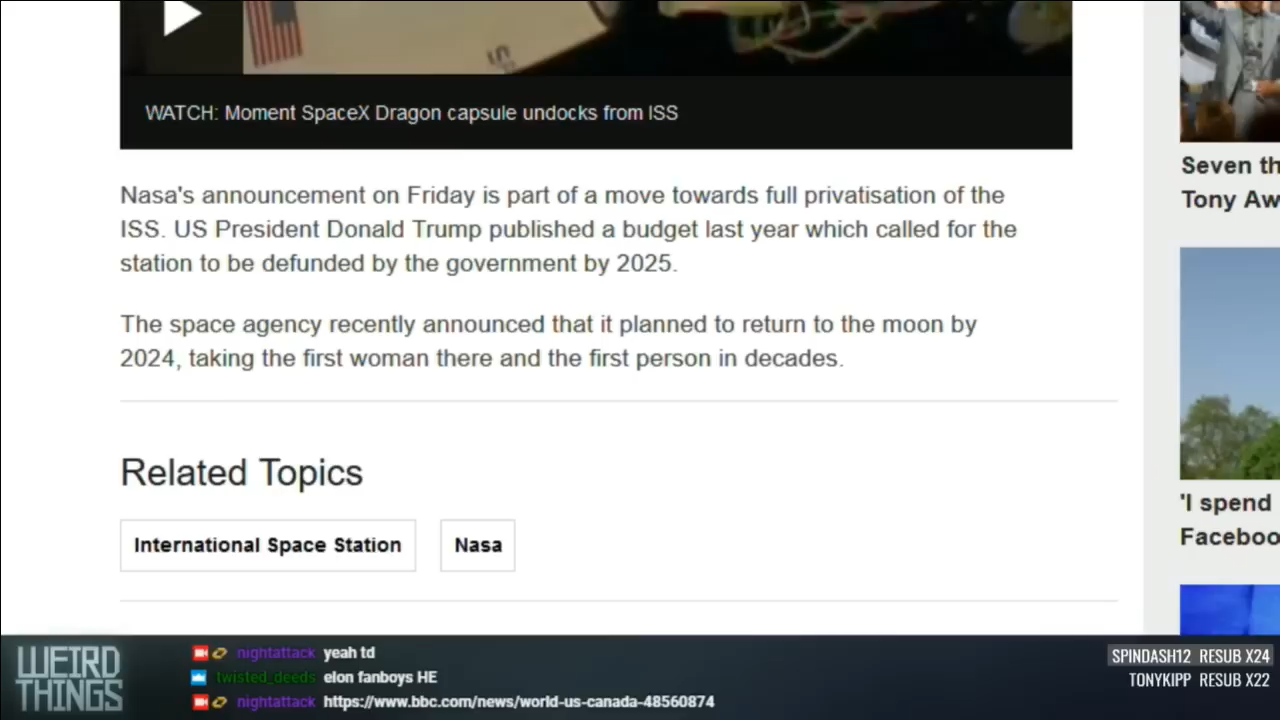 WATCH: Moment SpaceX Dragon capsule undocks from ISS
Nasa's announcement on Friday is part of a move towards full privatisation of the
ISS. US President Donald Trump published a budget last year which called for the
station to be defunded by the government by 2025.
The space agency recently announced that it planned to return to the moon by
2024, taking the first woman there and the first person in decades.
Related Topics
International Space Station
Nasa
Seven th
Tony Aw
'I spend
Faceboo
WEIRD
THINGS
nightattack yeah td
twisted_deeds elon fanboys HE
nightattack https://www.bbc.com/news/world-us-canada-48560874
SPINDASH12 RESUB X24
TONYKIPP RESUB X22